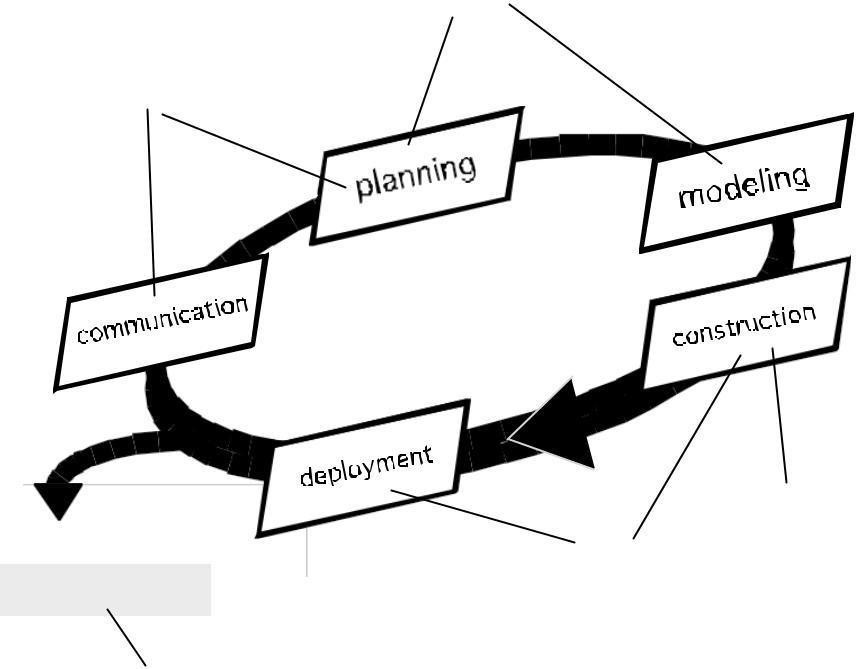 planning
modeling
communication
construction
deployment